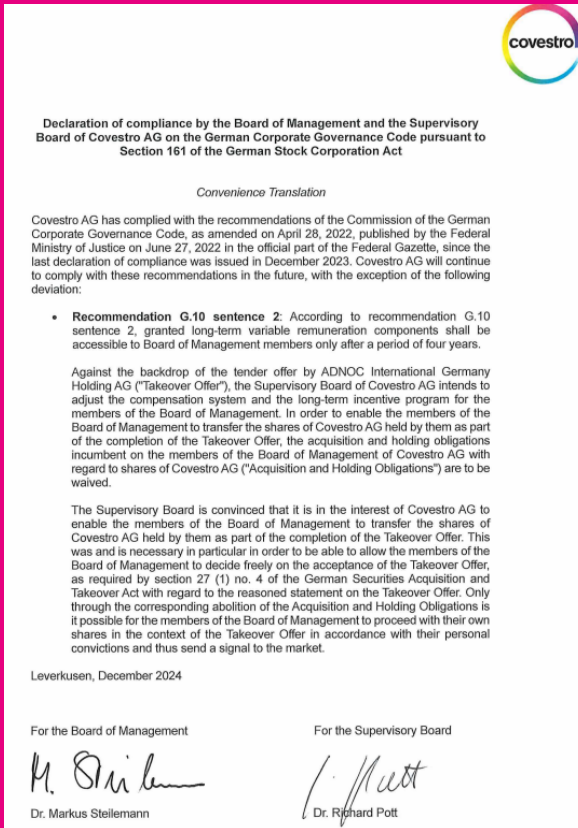 covestro
Declaration of compliance by the Board of Management and the Supervisory
Board of Covestro AG on the German Corporate Governance Code pursuant to
Section 161 of the German Stock Corporation Act
Convenience Translation
Covestro AG has complied with the recommendations of the Commission of the German
Corporate Governance Code, as amended on April 28, 2022, published by the Federal
Ministry of Justice on June 27, 2022 in the official part of the Federal Gazette, since the
last declaration of compliance was issued in December 2023. Covestro AG will continue
to comply with these recommendations in the future, with the exception of the following
deviation:
• Recommendation G.10 sentence 2: According to recommendation G.10
sentence 2, granted long-term variable remuneration components shall be
accessible to Board of Management members only after a period of four years.
Against the backdrop of the tender offer by ADNOC International Germany
Holding AG ("Takeover Offer"), the Supervisory Board of Covestro AG intends to
adjust the compensation system and the long-term incentive program for the
members of the Board of Management. In order to enable the members of the
Board of Management to transfer the shares of Covestro AG held by them as part
of the completion of the Takeover Offer, the acquisition and holding obligations
incumbent on the members of the Board of Management of Covestro AG with
regard to shares of Covestro AG ("Acquisition and Holding Obligations") are to be
waived.
The Supervisory Board is convinced that it is in the interest of Covestro AG to
enable the members of the Board of Management to transfer the shares of
Covestro AG held by them as part of the completion of the Takeover Offer. This
was and is necessary in particular in order to be able to allow the members of the
Board of Management to decide freely on the acceptance of the Takeover Offer,
as required by section 27 (1) no. 4 of the German Securities Acquisition and
Takeover Act with regard to the reasoned statement on the Takeover Offer. Only
through the corresponding abolition of the Acquisition and Holding Obligations is
it possible for the members of the Board of Management to proceed with their own
shares in the context of the Takeover Offer in accordance with their personal
convictions and thus send a signal to the market.
Leverkusen, December 2024
For the Board of Management For the Supervisory Board
Dr. Markus Steilemann Dr. Richard Pott